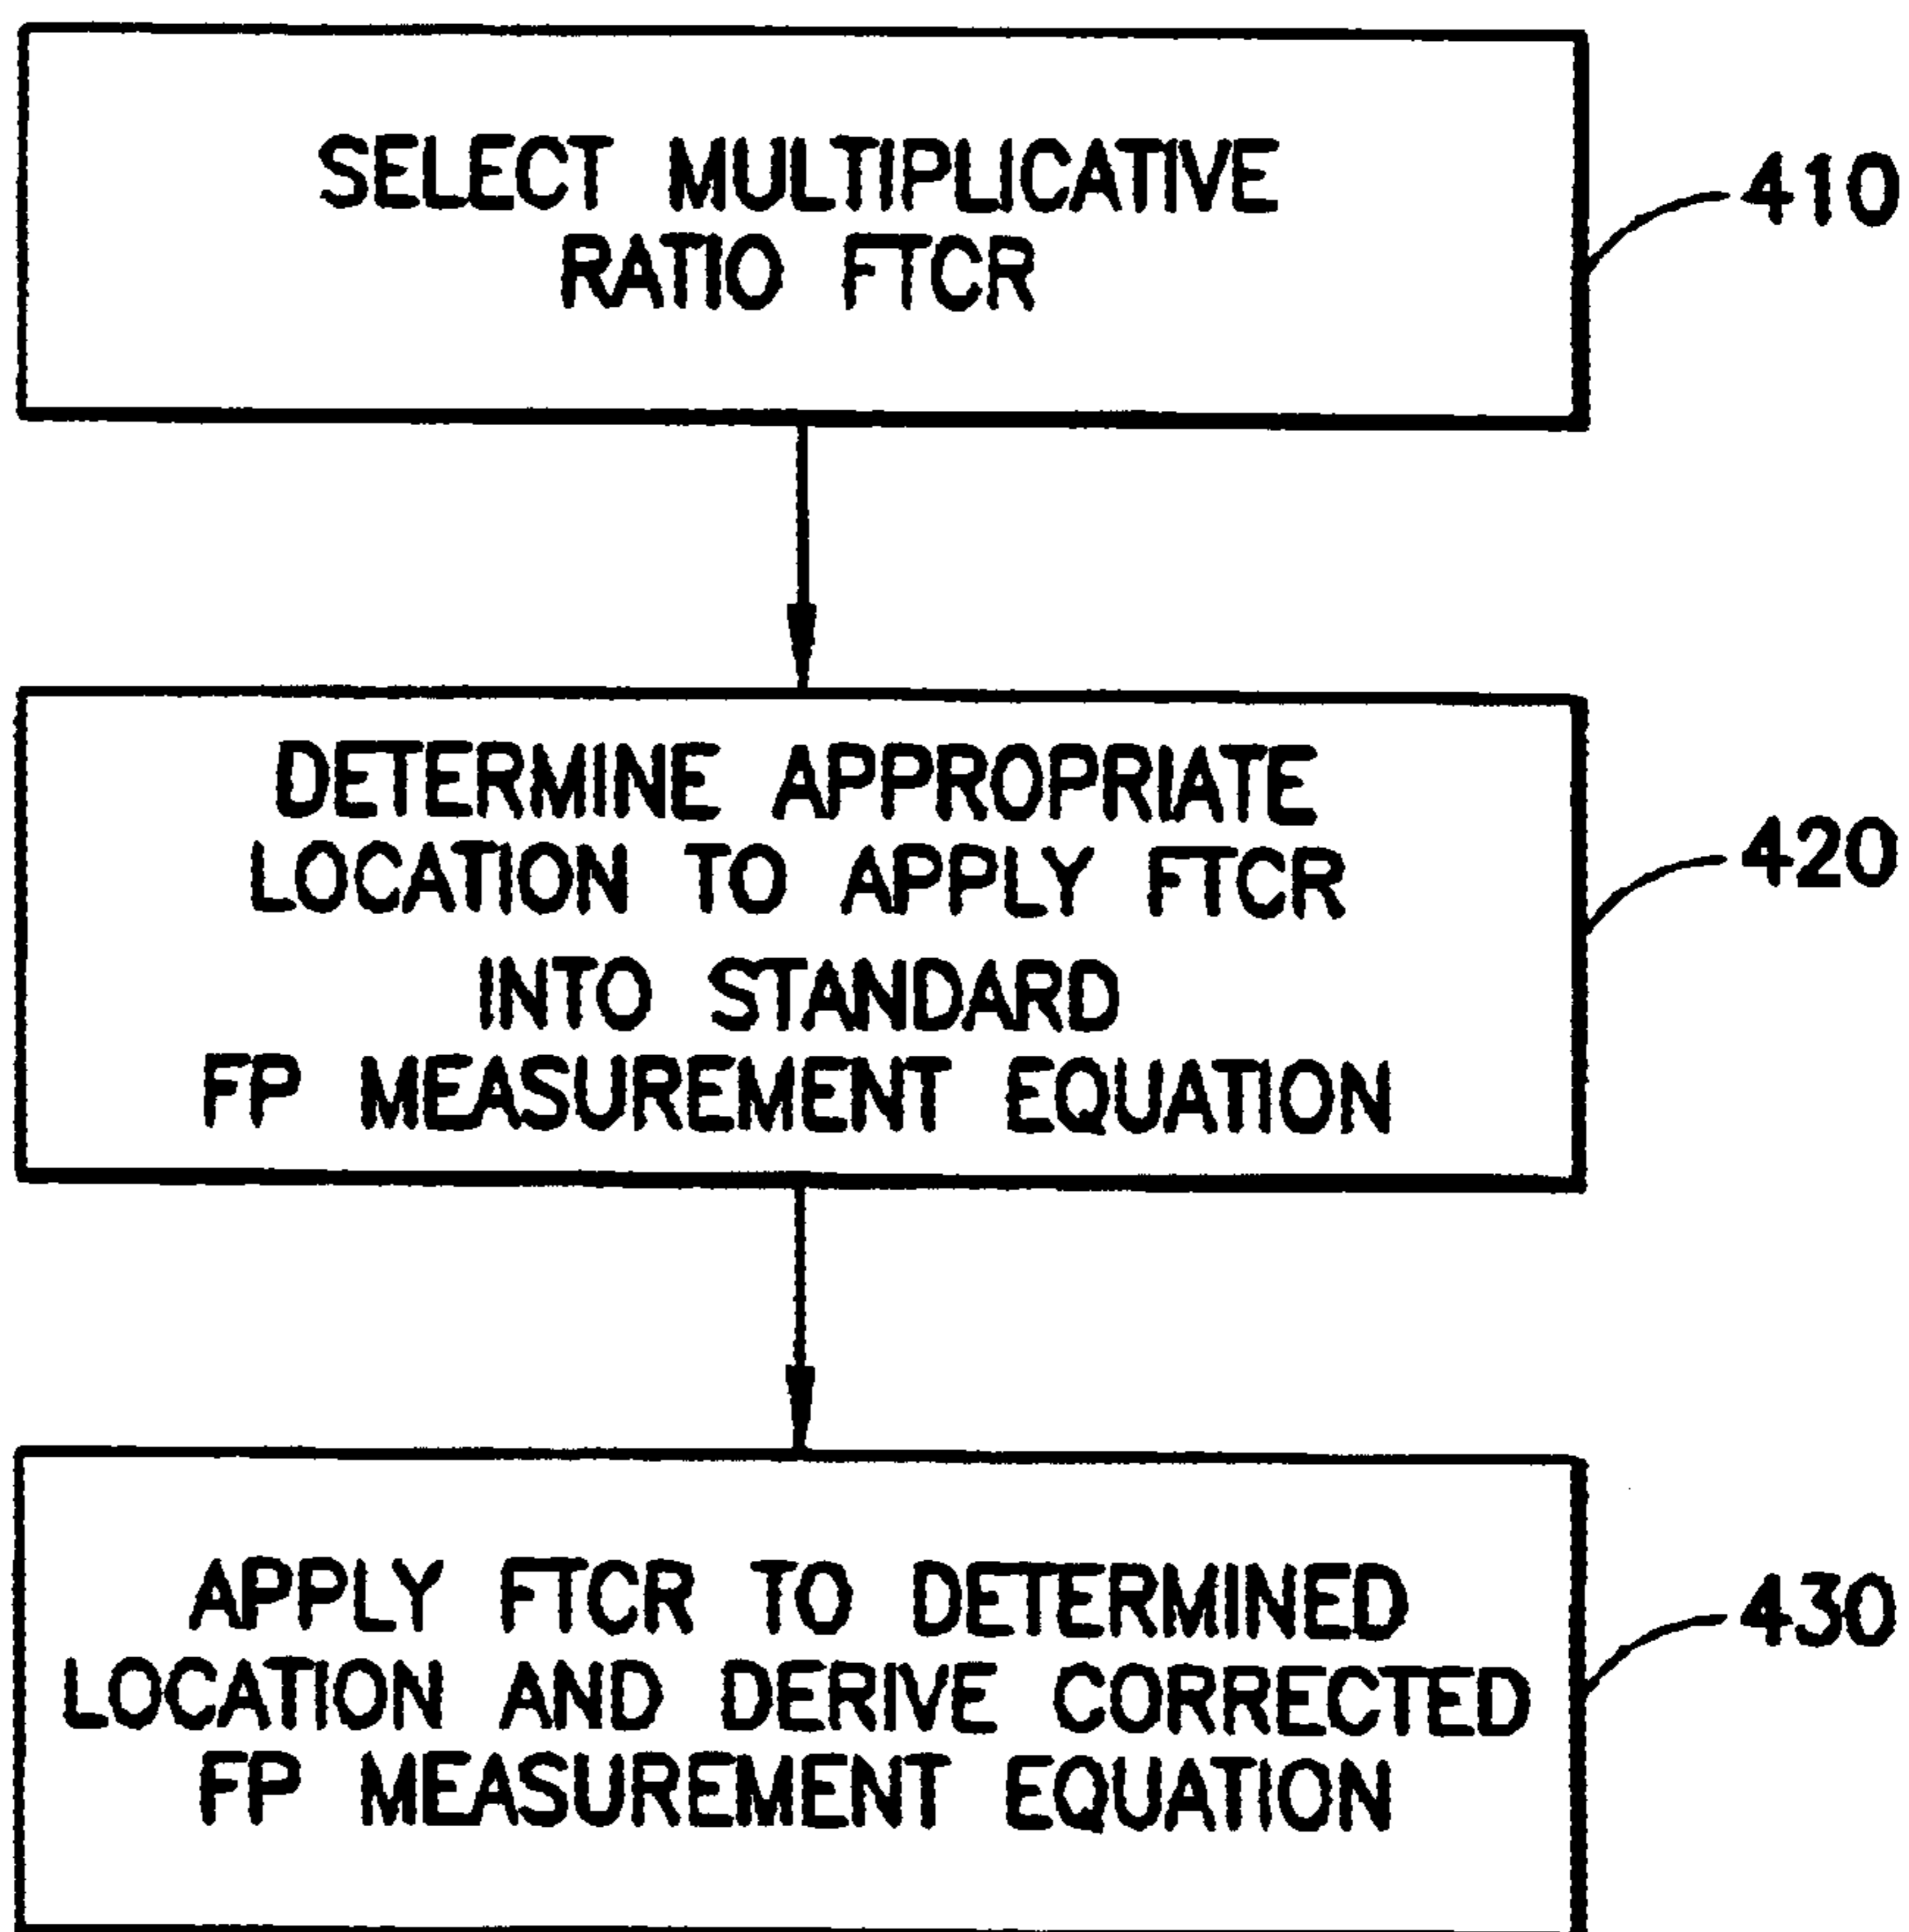 SELECT MULTIPLICATIVE
RATIO FTCR
410
DETERMINE APPROPRIATE
LOCATION TO APPLY FTCR
INTO STANDARD
FP MEASUREMENT EQUATION
420
APPLY FTCR TO DETERMINED
LOCATION AND DERIVE CORRECTED
FP MEASUREMENT EQUATION
430